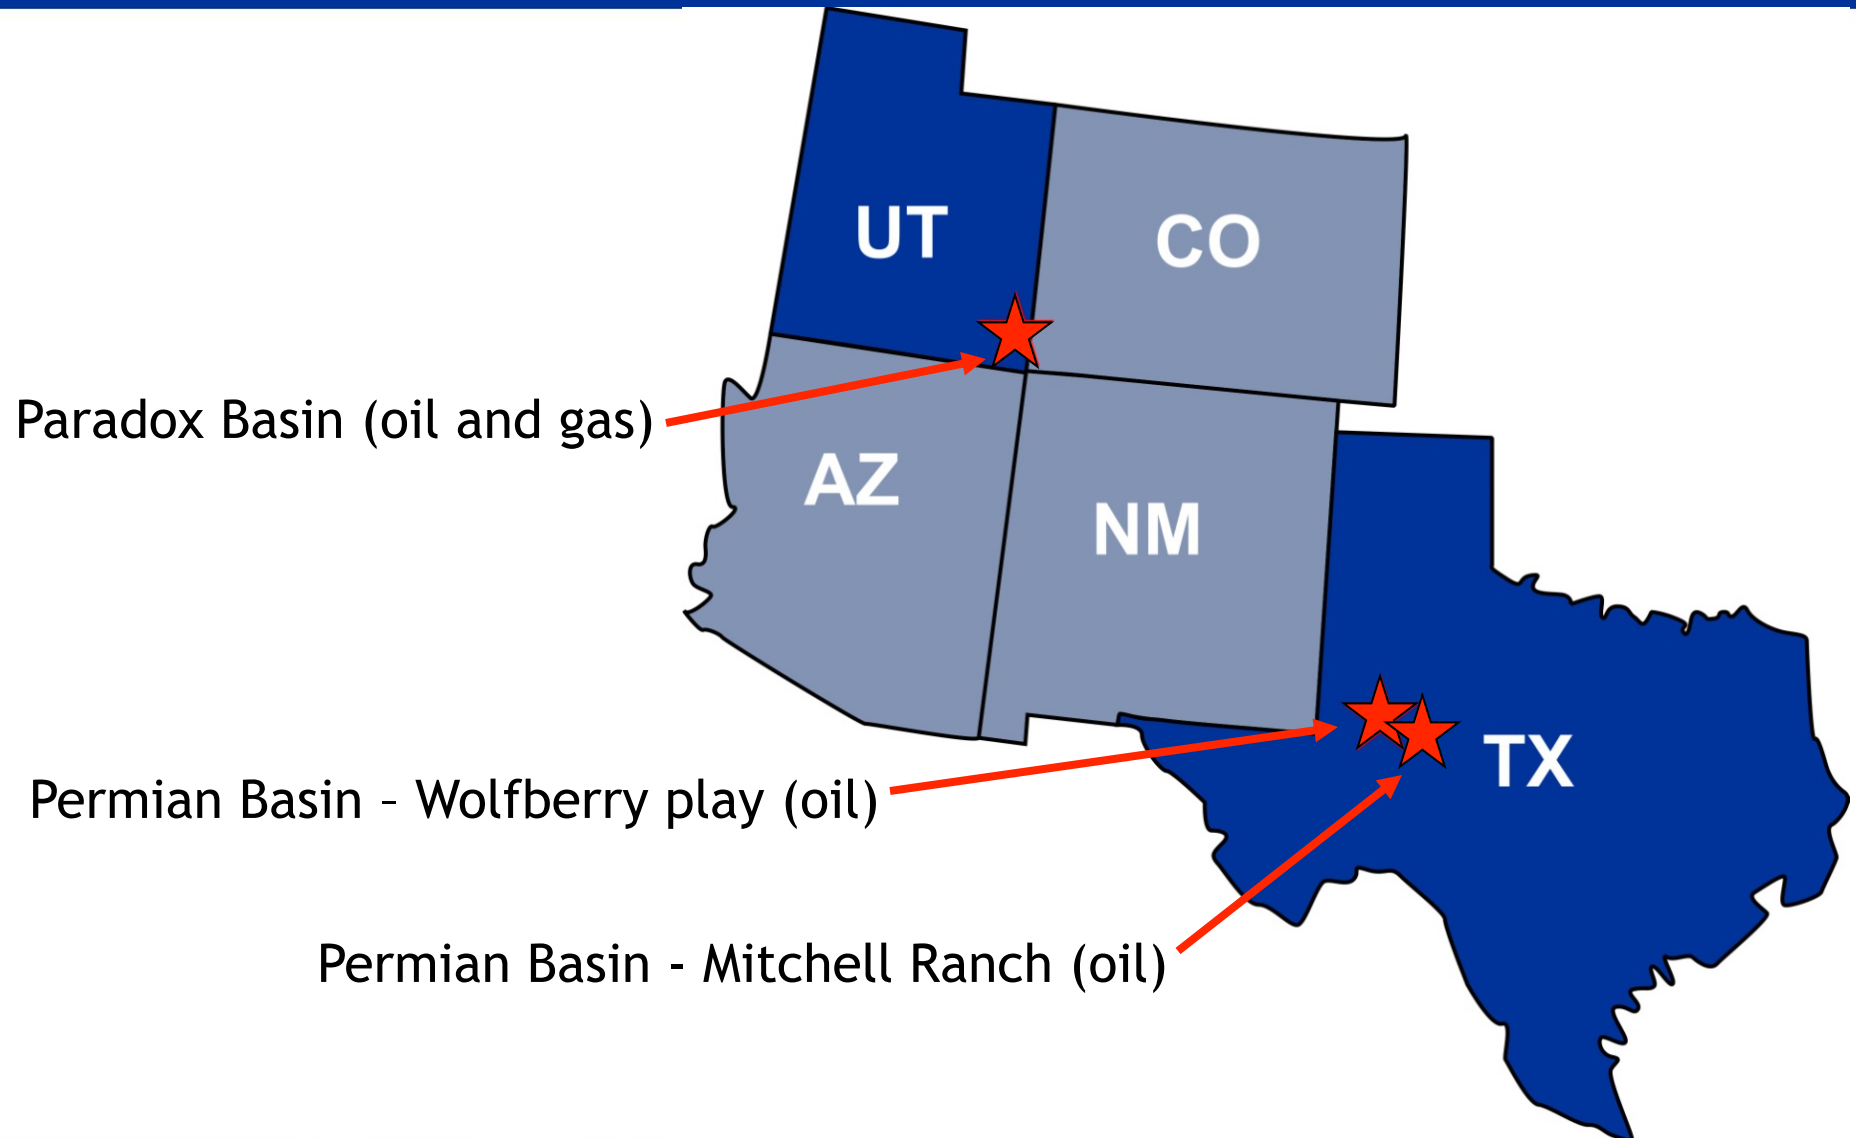 UT
CO
Paradox Basin (oil and gas)
AZ
NM
TX
Permian Basin – Wolfberry play (oil)
Permian Basin - Mitchell Ranch (oil)